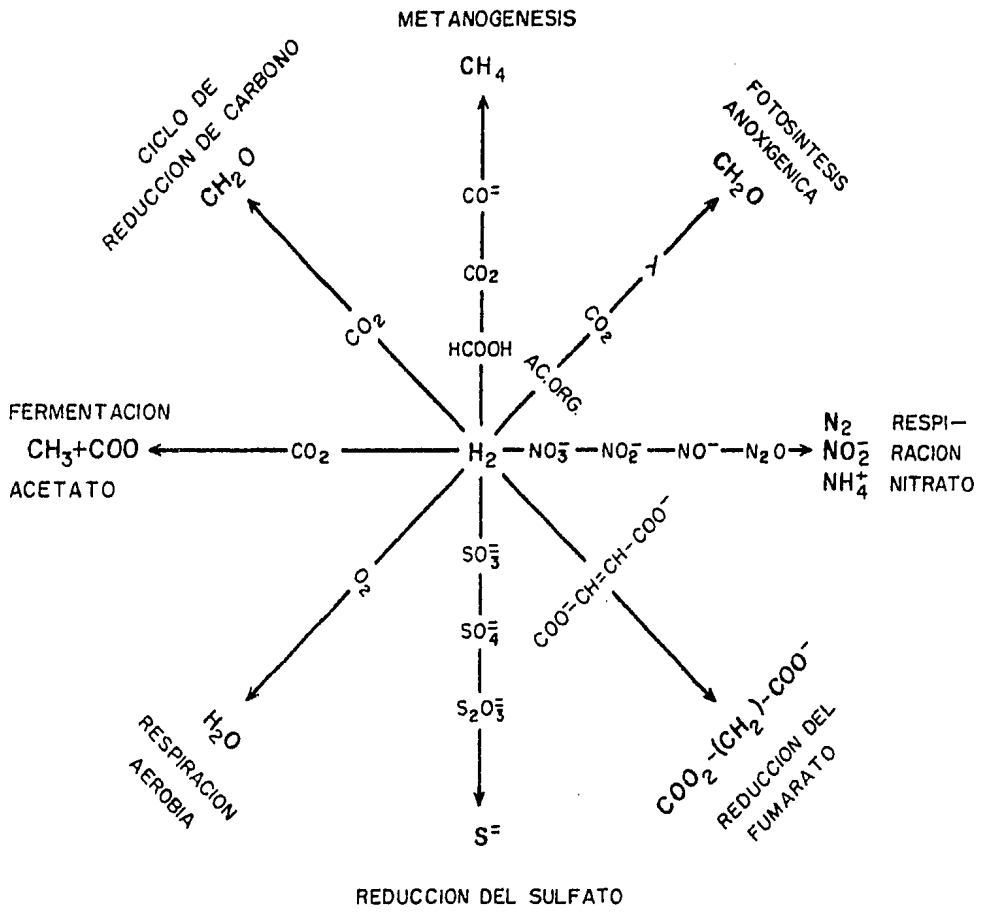 METANOGENESIS
CH₄
CICLO DE
REDUCCION DE CARBONO
CH₂O
FOTOSINTESIS
ANOXIGENICA
CH₂O
CO⁼
CO₂
HCOOH
CO₂
λ
CO₂
AC.ORG.
FERMENTACION
CH₃+COO
ACETATO
CO₂
H₂
NO₃⁻
NO₂⁻
NO⁻
N₂O
N₂ RESPI-
NO₂⁻ RACION
NH₄⁺ NITRATO
O₂
H₂O
RESPIRACION
AEROBIA
SO₃⁼
SO₄⁼
S₂O₃⁼
S⁼
COO⁻-CH=CH-COO⁻
COO₂-(CH₂)-COO⁻
REDUCCION DEL
FUMARATO
REDUCCION DEL SULFATO